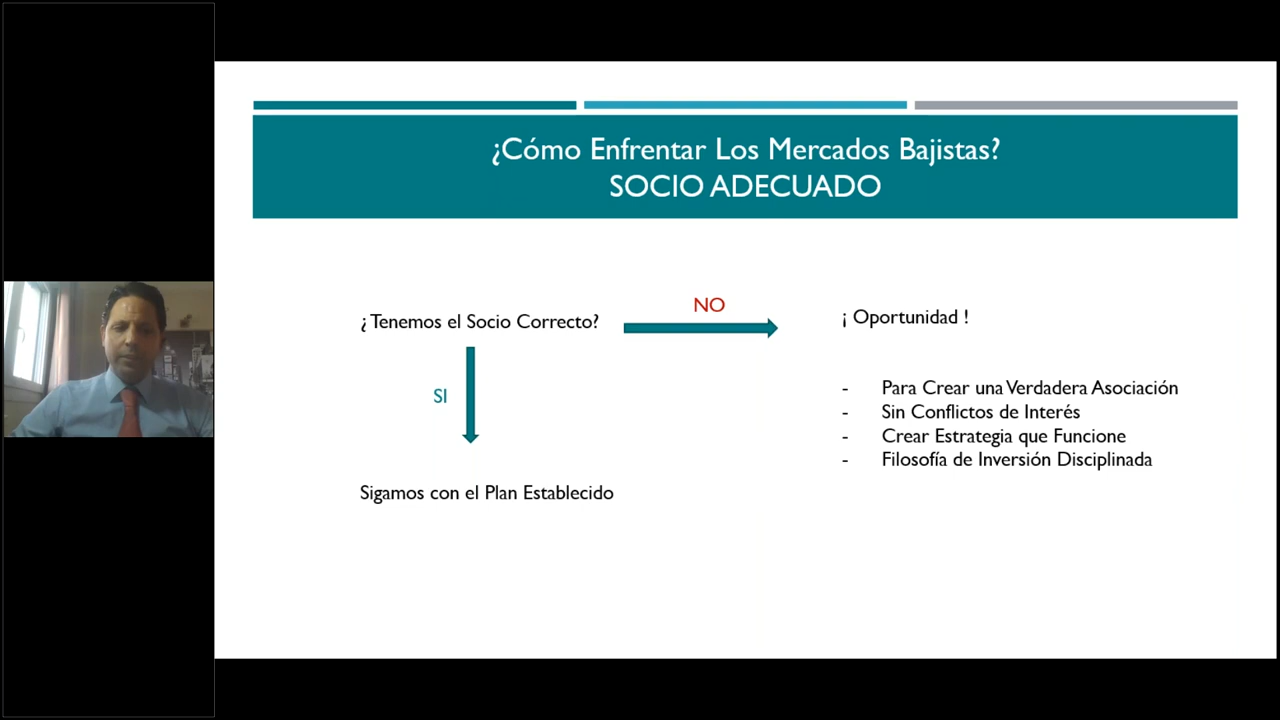 ¿Cómo Enfrentar Los Mercados Bajistas?
SOCIO ADECUADO
¿ Tenemos el Socio Correcto?
NO
¡ Oportunidad !
SI
- Para Crear una Verdadera Asociación
- Sin Conflictos de Interés
- Crear Estrategia que Funcione
- Filosofía de Inversión Disciplinada
Sigamos con el Plan Establecido